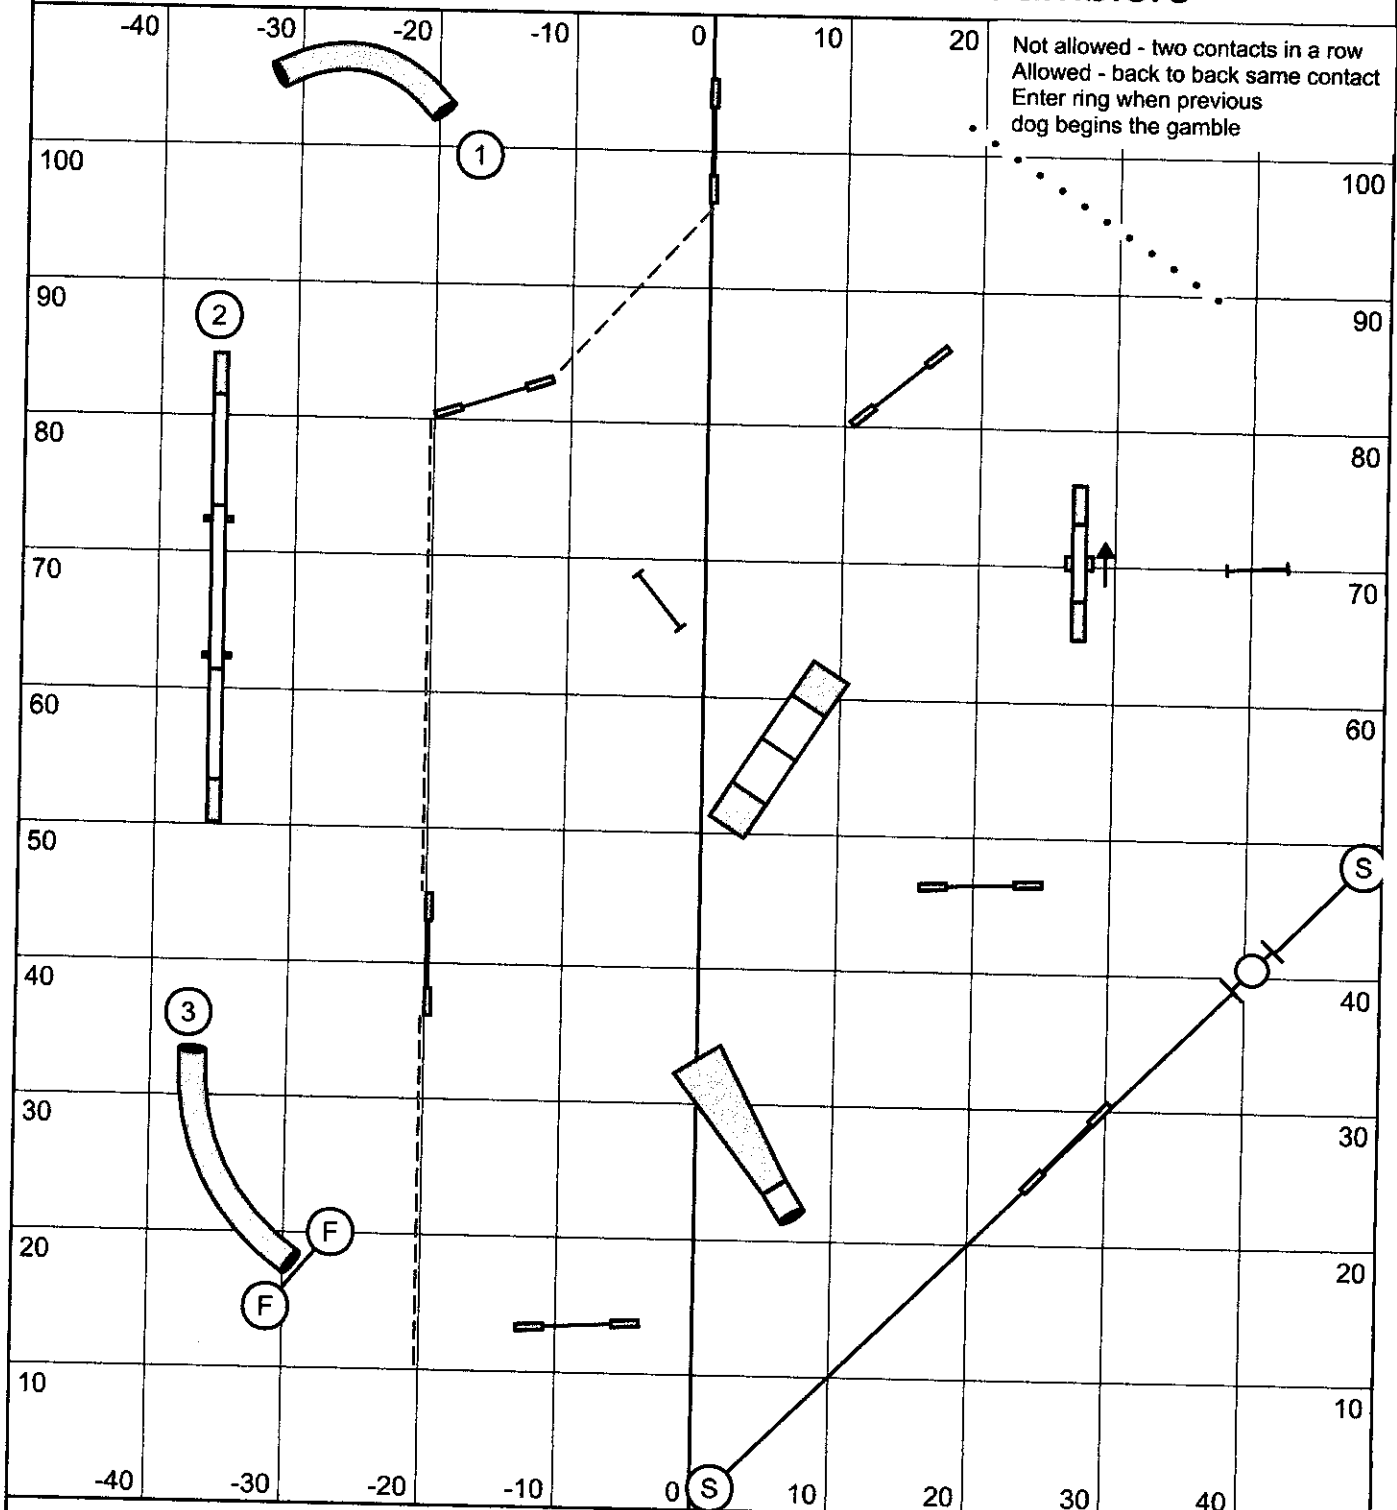 -40 -30 -20 -10 0 10 20
Not allowed - two contacts in a row
Allowed - back to back same contact
Enter ring when previous
dog begins the gamble
1
100 100
90 90
2
80 80
70 70
60 60
50
S
40 40
3
30 30
20 20
F
F
10 10
-40 -30 -20 -10 0 S 10 20 30 40